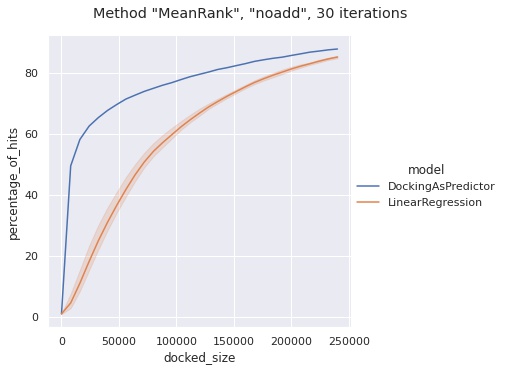 Method "MeanRank", "noadd", 30 iterations
percentage_of_hits
80
60
40
20
0
0 50000 100000 150000 200000 250000
docked_size
model
DockingAsPredictor
LinearRegression